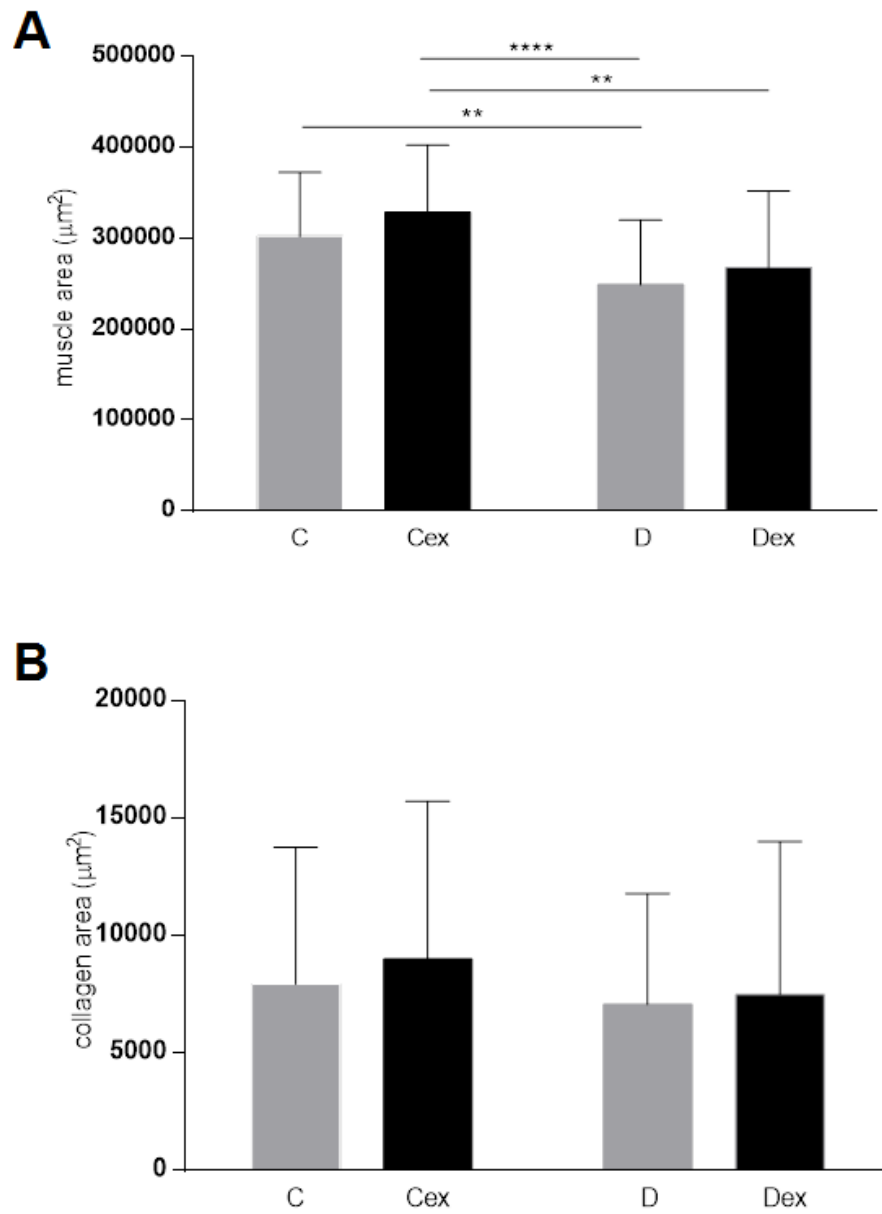 A
500000
400000
300000
200000
100000
0
muscle area (μm²)
****
**
**
C Cex D Dex
B
20000
15000
10000
5000
0
collagen area (μm²)
C Cex D Dex